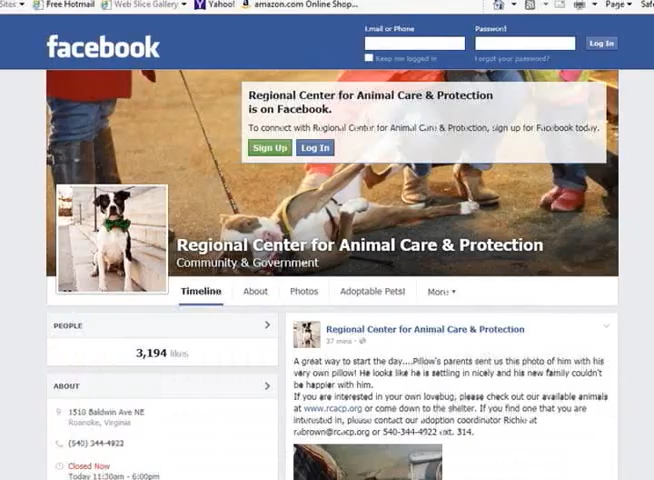 Sites ▾ Free Hotmail Web Slice Gallery ▾ Yahoo! amazon.com Online Shop... Page ▾ Safe
facebook
Email or Phone Password
Keep me logged in Forgot your password?
Log In
Regional Center for Animal Care & Protection
is on Facebook.
To connect with Regional Center for Animal Care & Protection, sign up for Facebook today.
Sign Up Log In
Regional Center for Animal Care & Protection
Community & Government
Timeline About Photos Adoptable Pets! More ▾
PEOPLE
3,194 likes
ABOUT
1510 Baldwin Ave NE
Roanoke, Virginia
(540) 344-4922
Closed Now
Today 11:30am - 6:00pm
Regional Center for Animal Care & Protection
37 mins ·
A great way to start the day....Pillow's parents sent us this photo of him with his
very own pillow! He looks like he is settling in nicely and his new family couldn't
be happier with him.
If you are interested in your own lovebug, please check out our available animals
at www.rcacp.org or come down to the shelter. If you find one that you are
interested in, please contact our adoption coordinator Richie at
rabrown@rcacp.org or 540-344-4922 ext. 314.